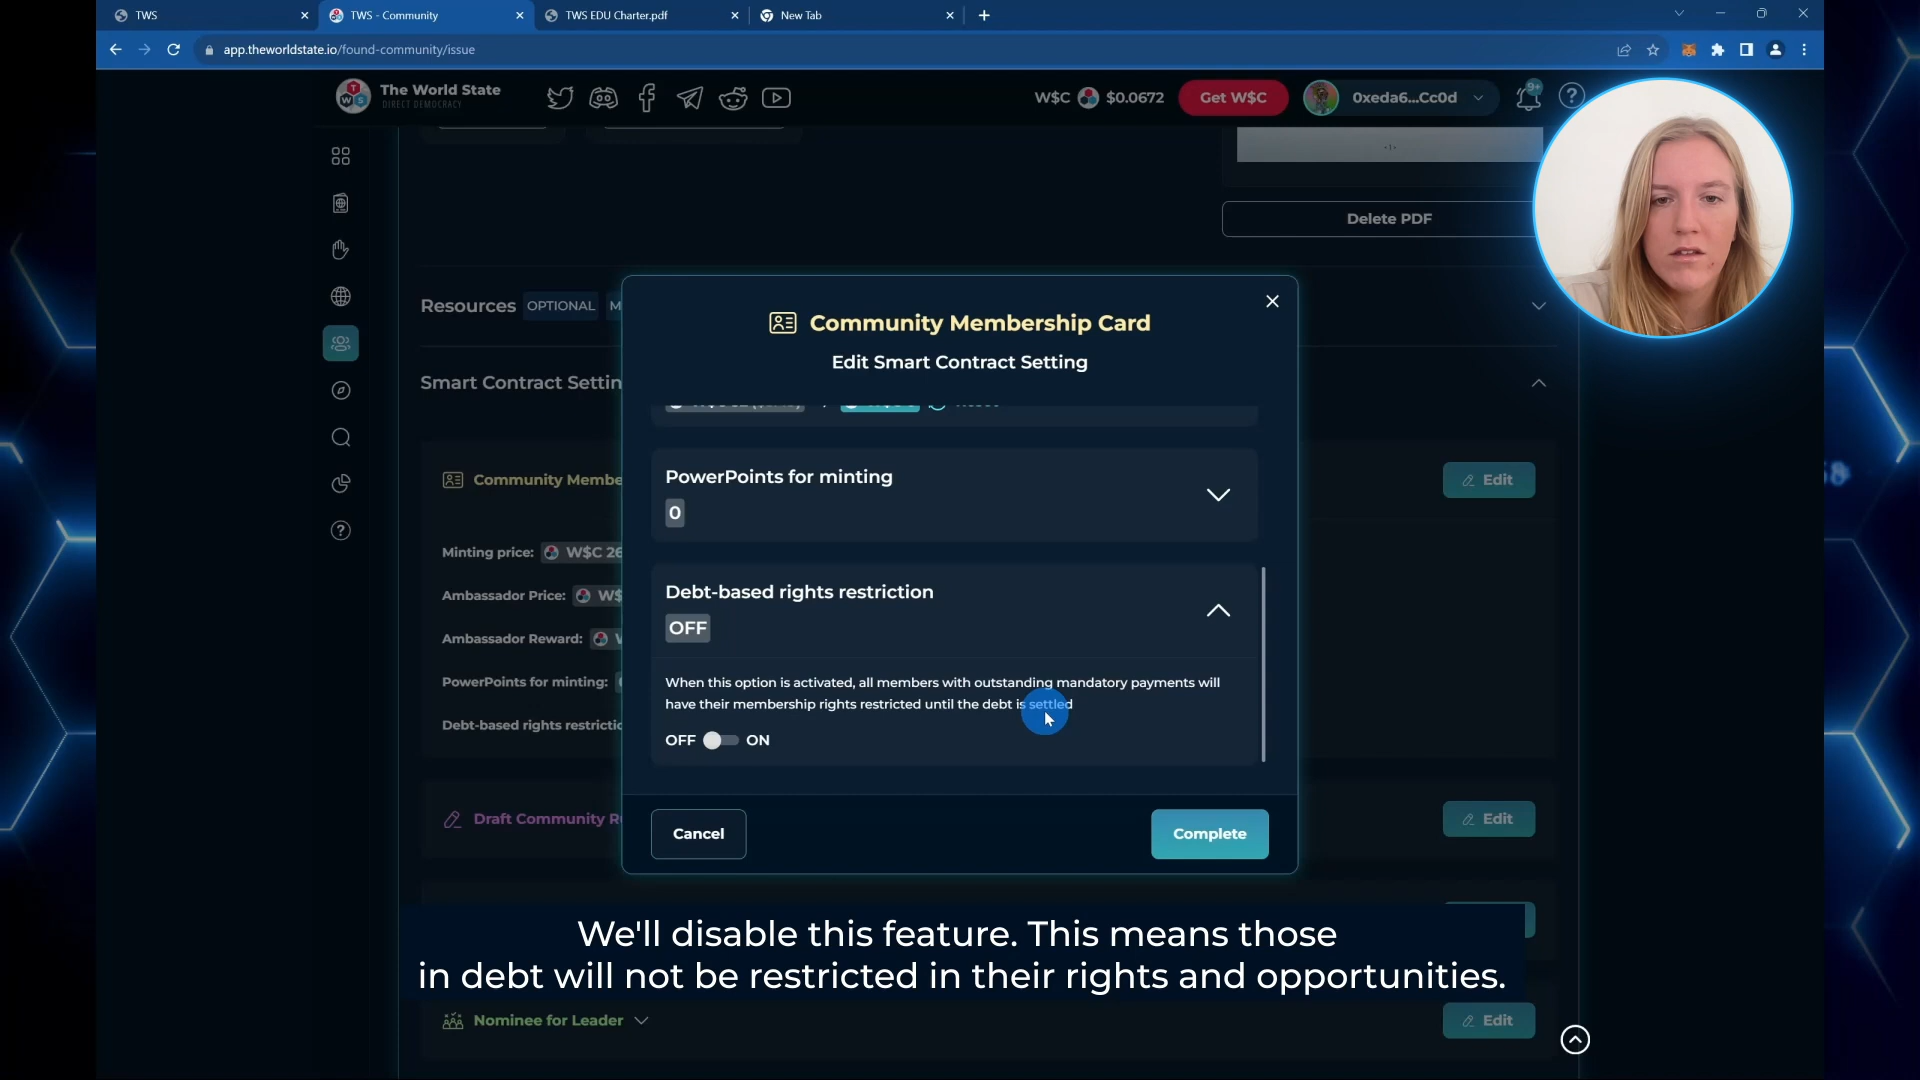 TWS
TWS - Community
TWS EDU Charter.pdf
New Tab
app.theworldstate.io/found-community/issue
The World State
DIRECT DEMOCRACY
W$C $0.0672
Get W$C
0xeda6...Cc0d
9+
Delete PDF
Resources OPTIONAL M
Smart Contract Settin
Community Membe
Edit
Minting price: W$C 26
Ambassador Price: W$
Ambassador Reward:
PowerPoints for minting:
Debt-based rights restrictio
Draft Community R
Edit
Nominee for Leader
Edit
Community Membership Card
Edit Smart Contract Setting
PowerPoints for minting
0
Debt-based rights restriction
OFF
When this option is activated, all members with outstanding mandatory payments will
have their membership rights restricted until the debt is settled
OFF ON
Cancel
Complete
We'll disable this feature. This means those
in debt will not be restricted in their rights and opportunities.